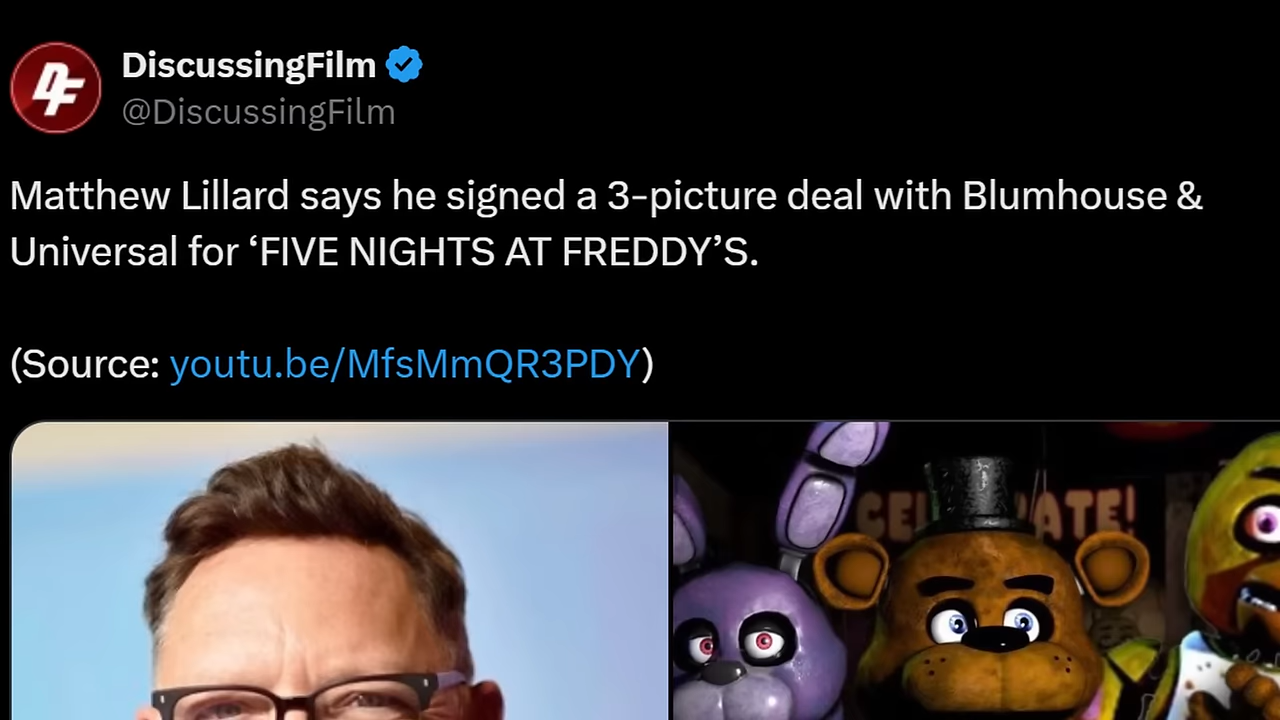 DiscussingFilm
@DiscussingFilm
Matthew Lillard says he signed a 3-picture deal with Blumhouse &
Universal for ‘FIVE NIGHTS AT FREDDY’S.
(Source: youtu.be/MfsMmQR3PDY)